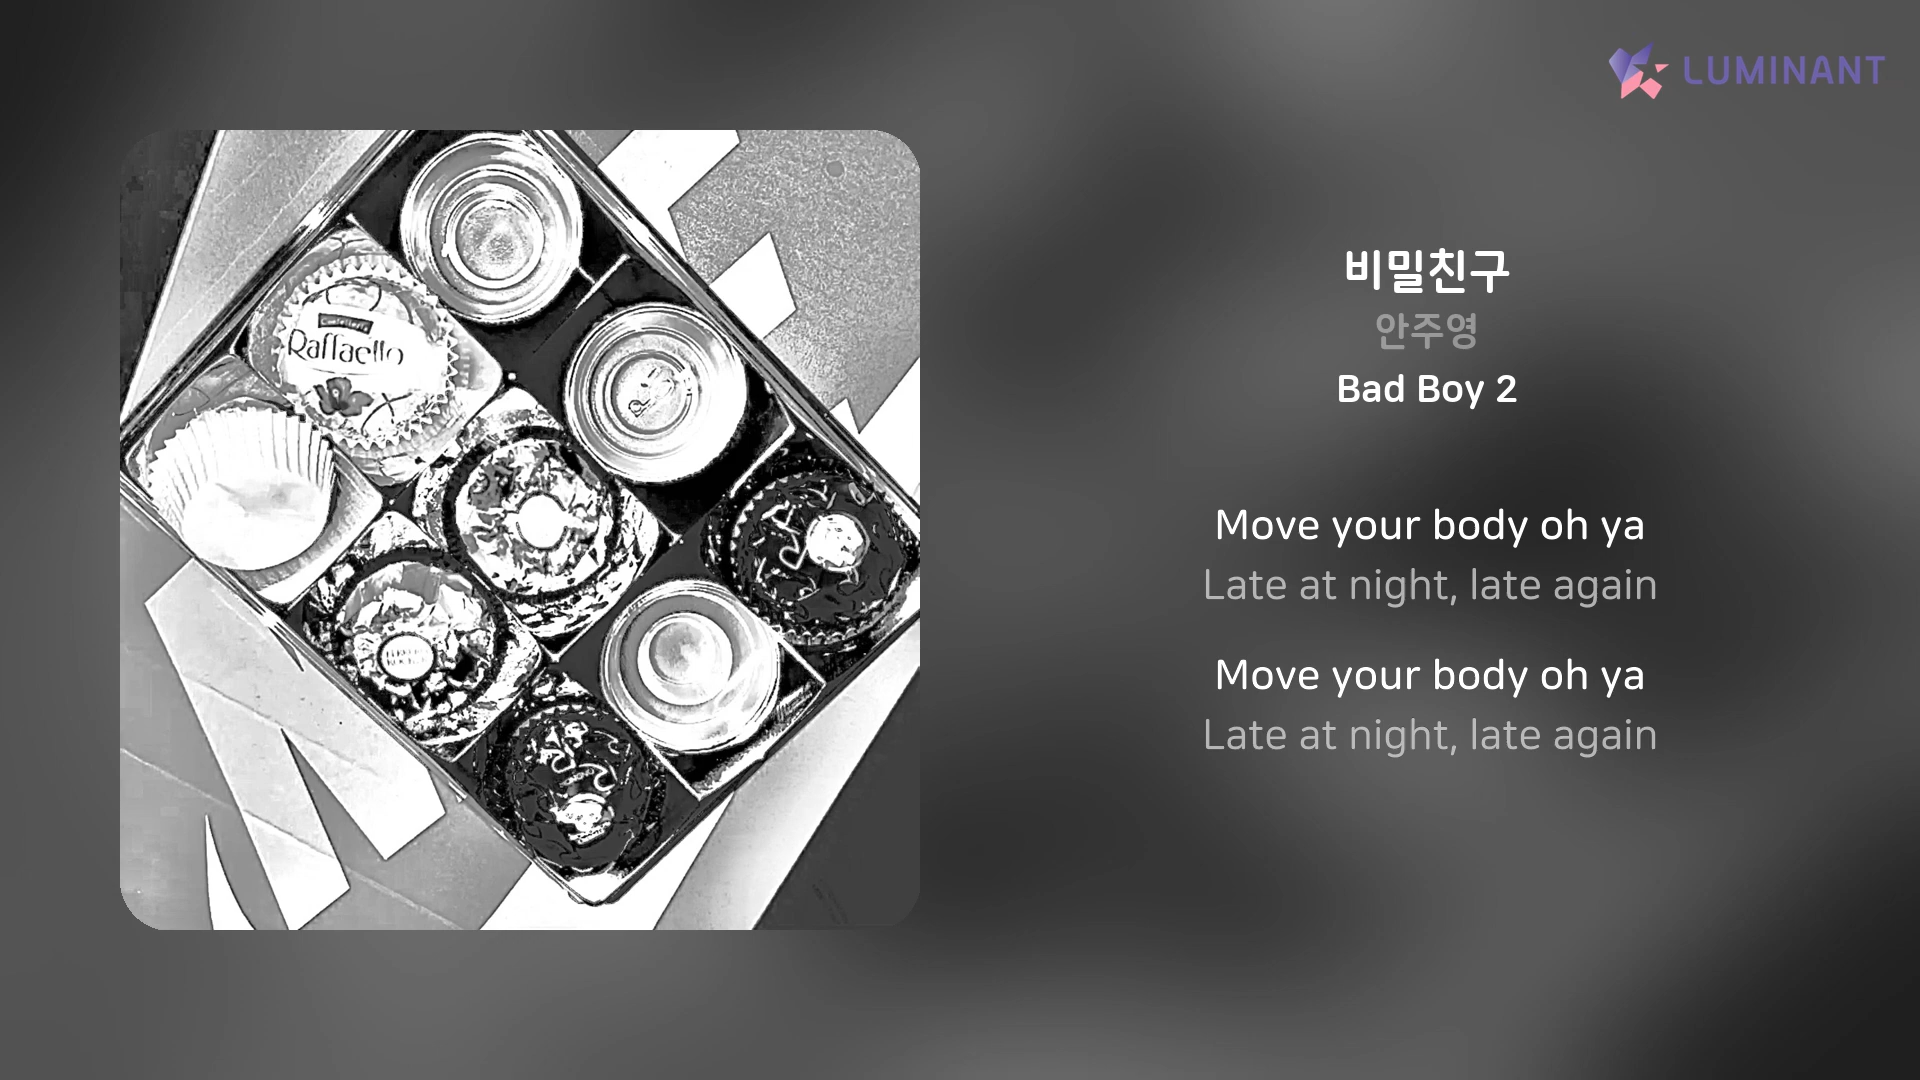 LUMINANT
Confetteria
Raffaello
비밀친구
안주영
Bad Boy 2
Move your body oh ya
Late at night, late again
Move your body oh ya
Late at night, late again